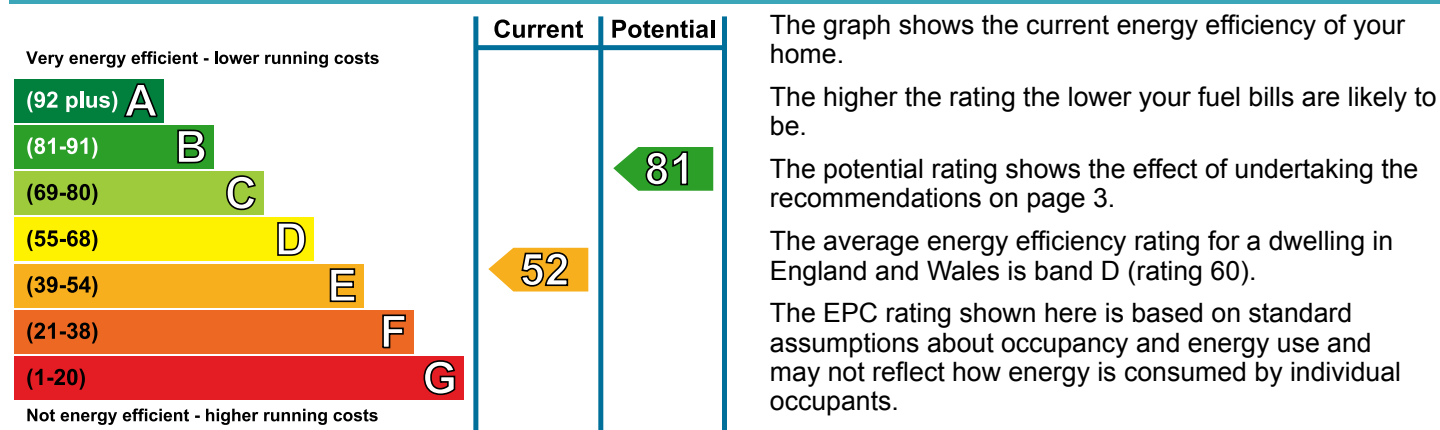 Current Potential
Very energy efficient - lower running costs
(92 plus) A
(81-91) B
(69-80) C
(55-68) D
(39-54) E
(21-38) F
(1-20) G
Not energy efficient - higher running costs
52
81
The graph shows the current energy efficiency of your
home.
The higher the rating the lower your fuel bills are likely to
be.
The potential rating shows the effect of undertaking the
recommendations on page 3.
The average energy efficiency rating for a dwelling in
England and Wales is band D (rating 60).
The EPC rating shown here is based on standard
assumptions about occupancy and energy use and
may not reflect how energy is consumed by individual
occupants.